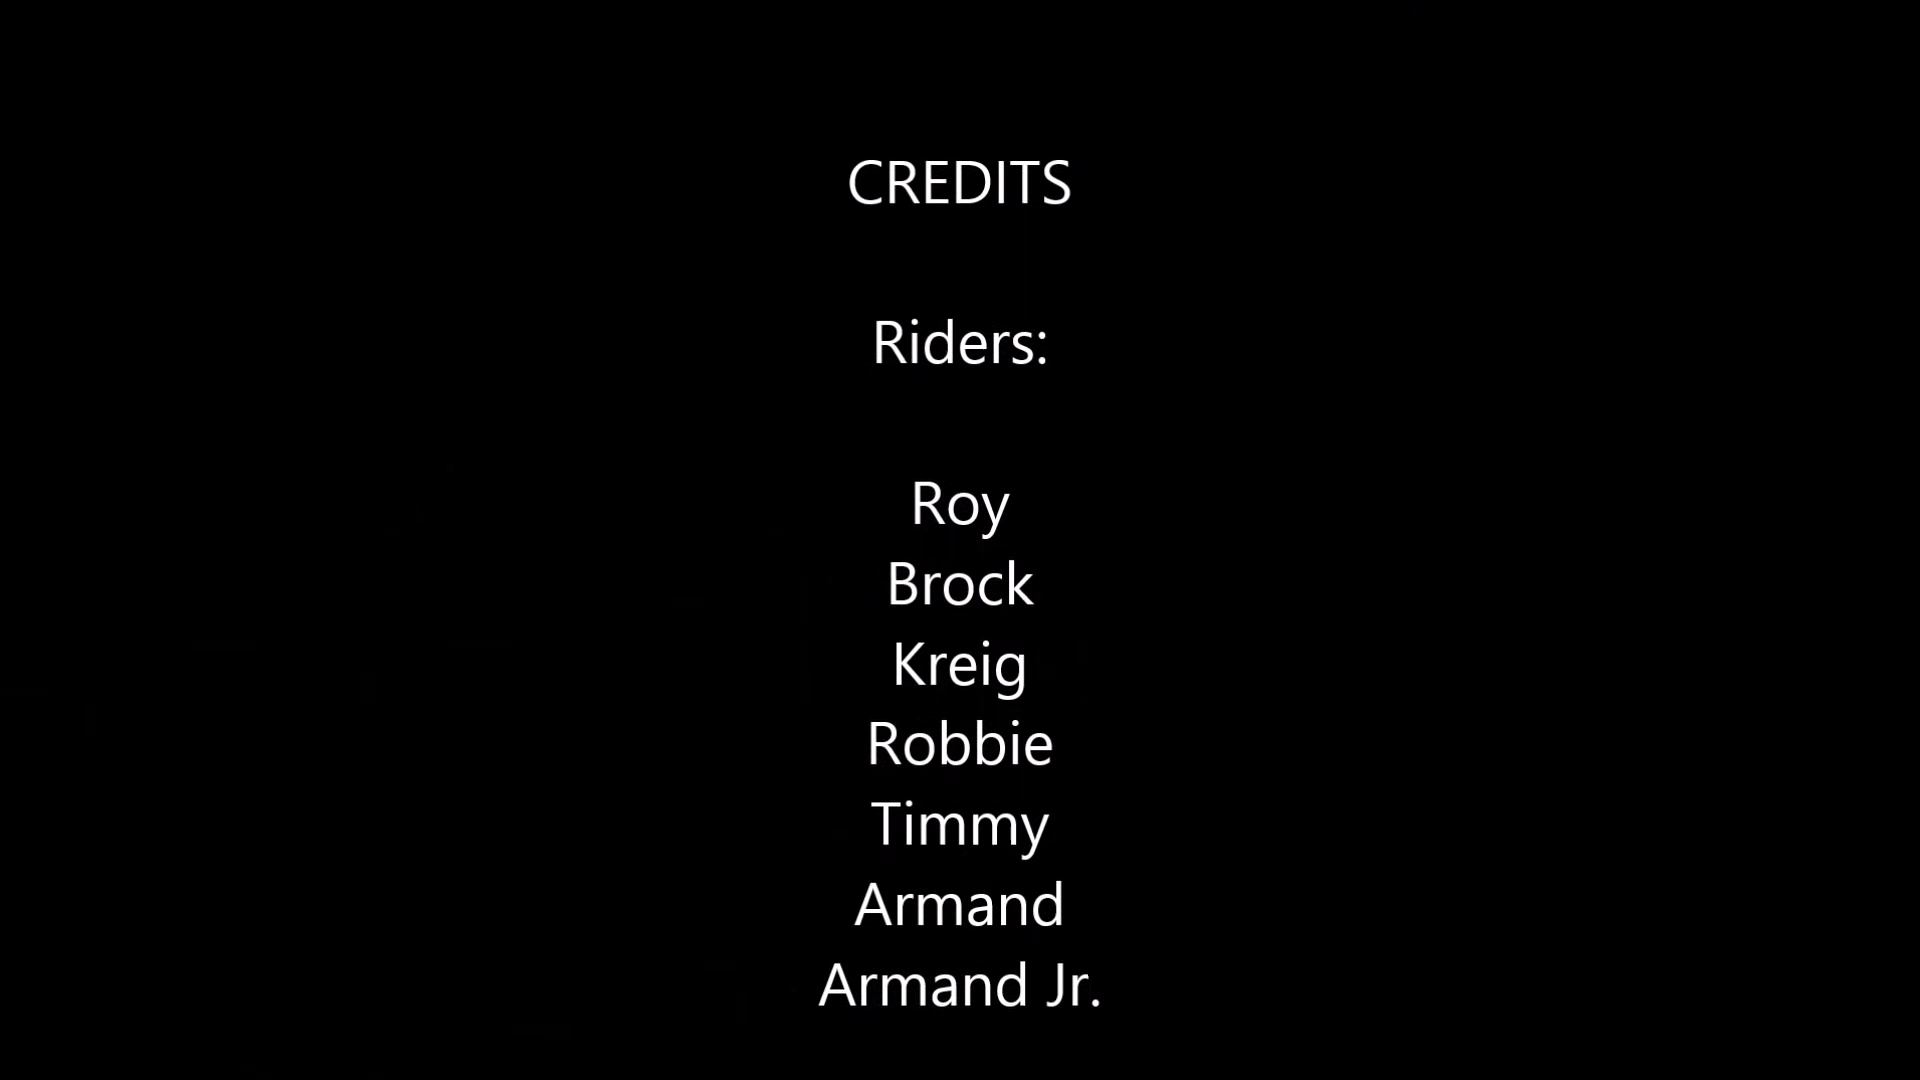 CREDITS
Riders:
Roy
Brock
Kreig
Robbie
Timmy
Armand
Armand Jr.